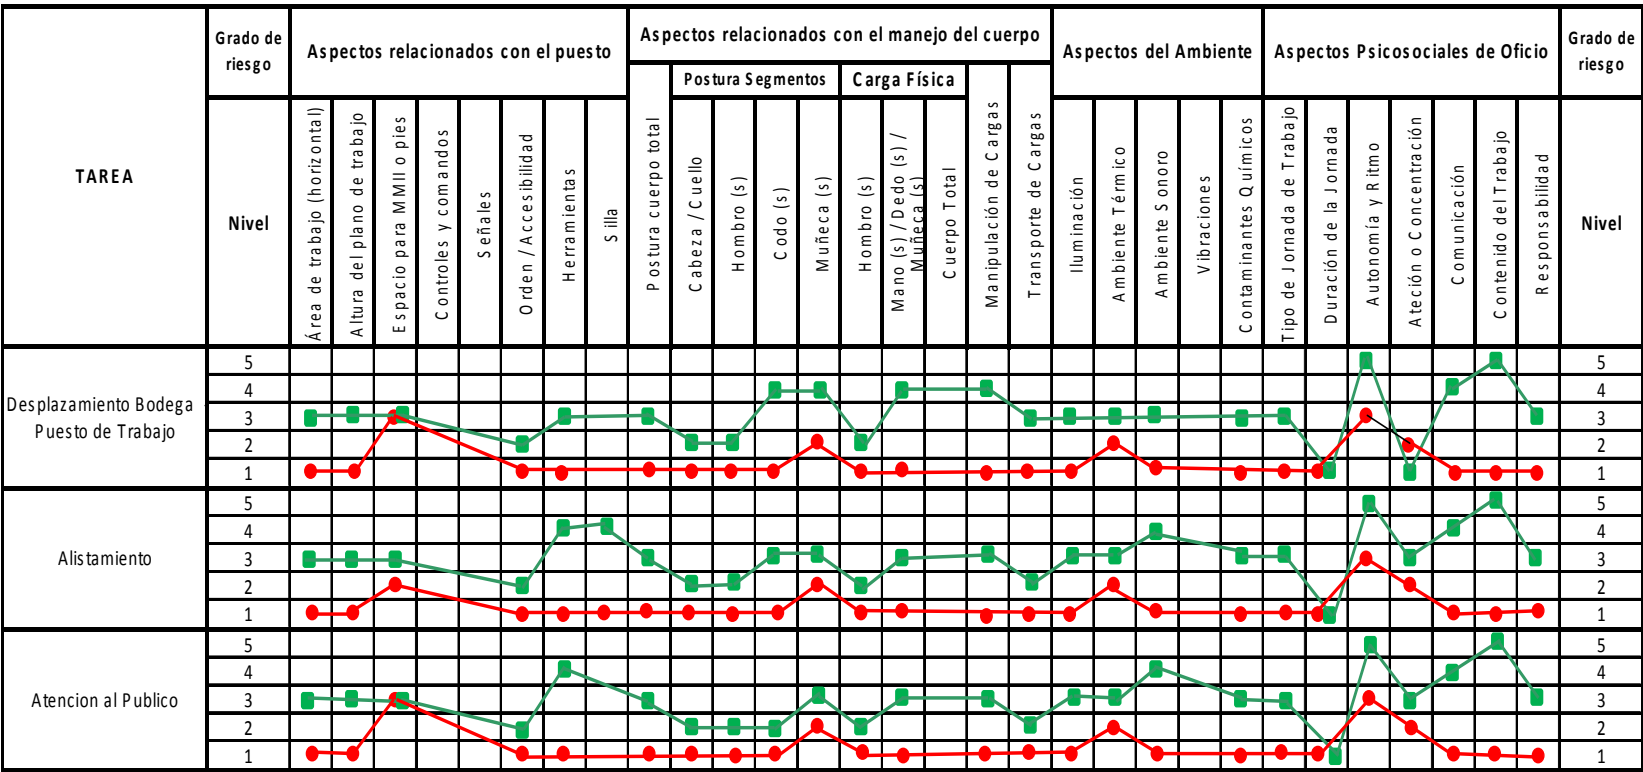 TAREA
Grado de
riesgo
Nivel
Aspectos relacionados con el puesto
Área de trabajo (horizontal)
Altura del plano de trabajo
Espacio para MMII o pies
Controles y comandos
Señales
Orden / Accesibilidad
Herramientas
Silla
Aspectos relacionados con el manejo del cuerpo
Postura cuerpo total
Postura Segmentos
Cabeza / Cuello
Hombro (s)
Codo (s)
Muñeca (s)
Carga Física
Hombro (s)
Mano (s) / Dedo (s) /
Muñeca (s)
Cuerpo Total
Manipulación de Cargas
Transporte de Cargas
Aspectos del Ambiente
Iluminación
Ambiente Térmico
Ambiente Sonoro
Vibraciones
Contaminantes Químicos
Aspectos Psicosociales de Oficio
Tipo de Jornada de Trabajo
Duración de la Jornada
Autonomía y Ritmo
Ateción o Concentración
Comunicación
Contenido del Trabajo
Responsabilidad
Grado de
riesgo
Nivel
Desplazamiento Bodega
Puesto de Trabajo
5 5
4 4
3 3
2 2
1 1
Alistamiento
5 5
4 4
3 3
2 2
1 1
Atencion al Publico
5 5
4 4
3 3
2 2
1 1